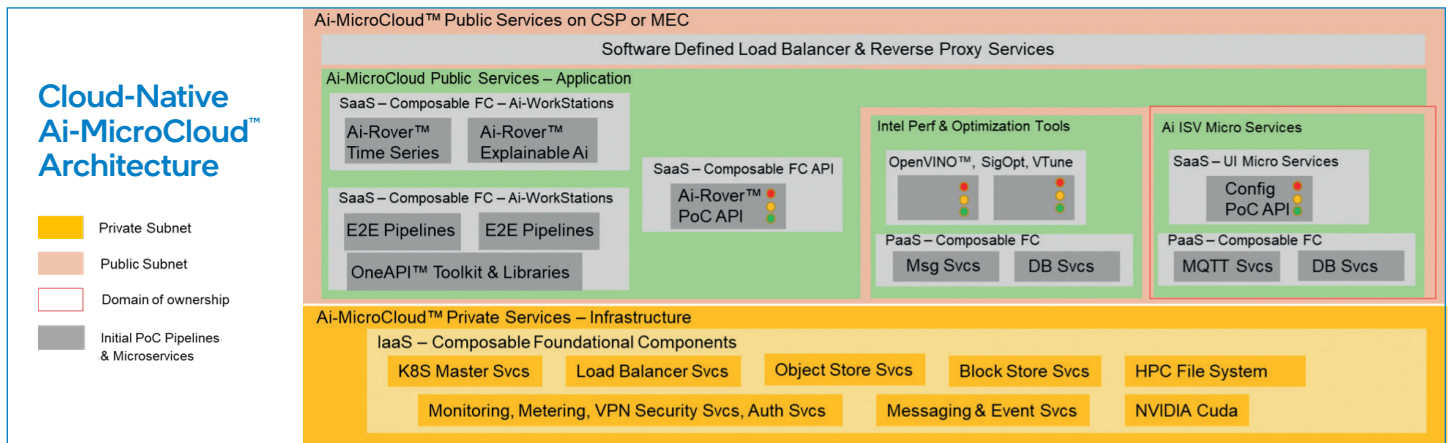 Cloud-Native
Ai-MicroCloud™
Architecture
Private Subnet
Public Subnet
Domain of ownership
Initial PoC Pipelines
& Microservices
Ai-MicroCloud™ Public Services on CSP or MEC
Software Defined Load Balancer & Reverse Proxy Services
Ai-MicroCloud Public Services – Application
SaaS – Composable FC – Ai-WorkStations
Ai-Rover™
Time Series
Ai-Rover™
Explainable Ai
SaaS – Composable FC – Ai-WorkStations
E2E Pipelines
E2E Pipelines
OneAPI™ Toolkit & Libraries
SaaS – Composable FC API
Ai-Rover™
PoC API
Intel Perf & Optimization Tools
OpenVINO™, SigOpt, VTune
PaaS – Composable FC
Msg Svcs
DB Svcs
Ai ISV Micro Services
SaaS – UI Micro Services
Config
PoC API
PaaS – Composable FC
MQTT Svcs
DB Svcs
Ai-MicroCloud™ Private Services – Infrastructure
IaaS – Composable Foundational Components
K8S Master Svcs
Load Balancer Svcs
Object Store Svcs
Block Store Svcs
HPC File System
Monitoring, Metering, VPN Security Svcs, Auth Svcs
Messaging & Event Svcs
NVIDIA Cuda